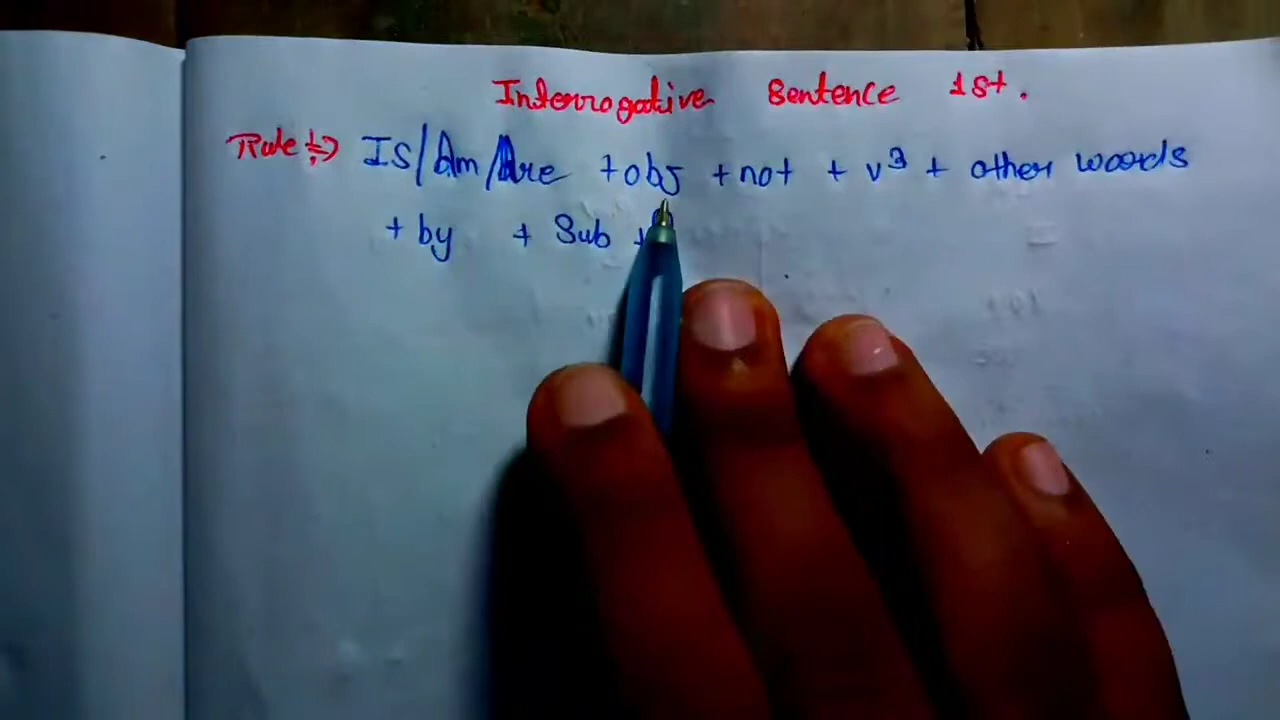 Interrogative Sentence 1st.
Rule :-> IS/Am/Are + obj + not + v³ + other words
+ by + Sub +